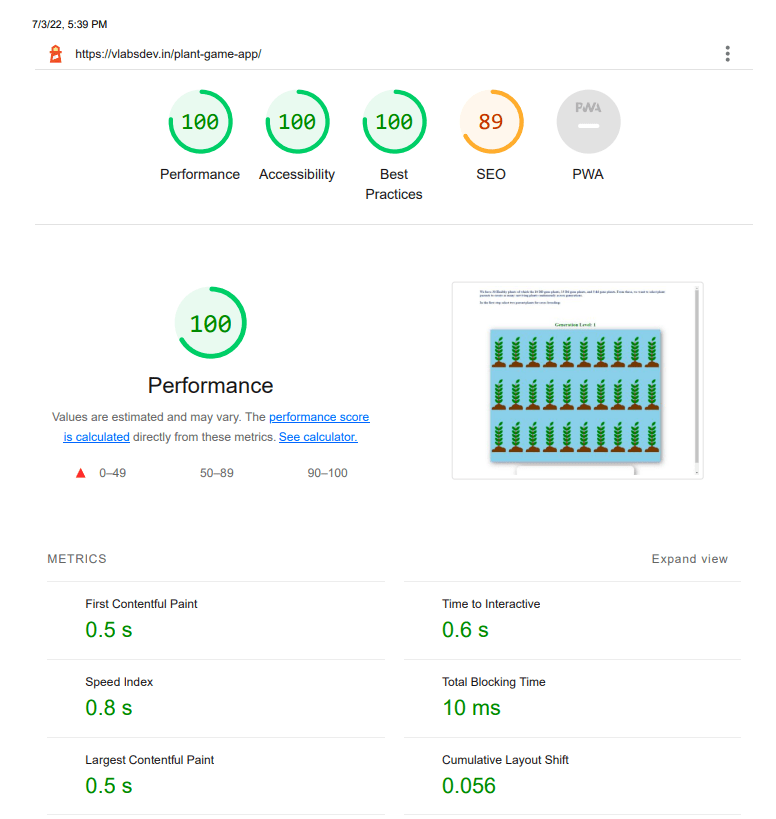 7/3/22, 5:39 PM
https://vlabsdev.in/plant-game-app/
100 100 100 89 PWA
Performance Accessibility Best Practices SEO PWA
100
Performance
Values are estimated and may vary. The performance score
is calculated directly from these metrics. See calculator.
0–49 50–89 90–100
Generation Level: 1
METRICS Expand view
First Contentful Paint Time to Interactive
0.5 s 0.6 s
Speed Index Total Blocking Time
0.8 s 10 ms
Largest Contentful Paint Cumulative Layout Shift
0.5 s 0.056